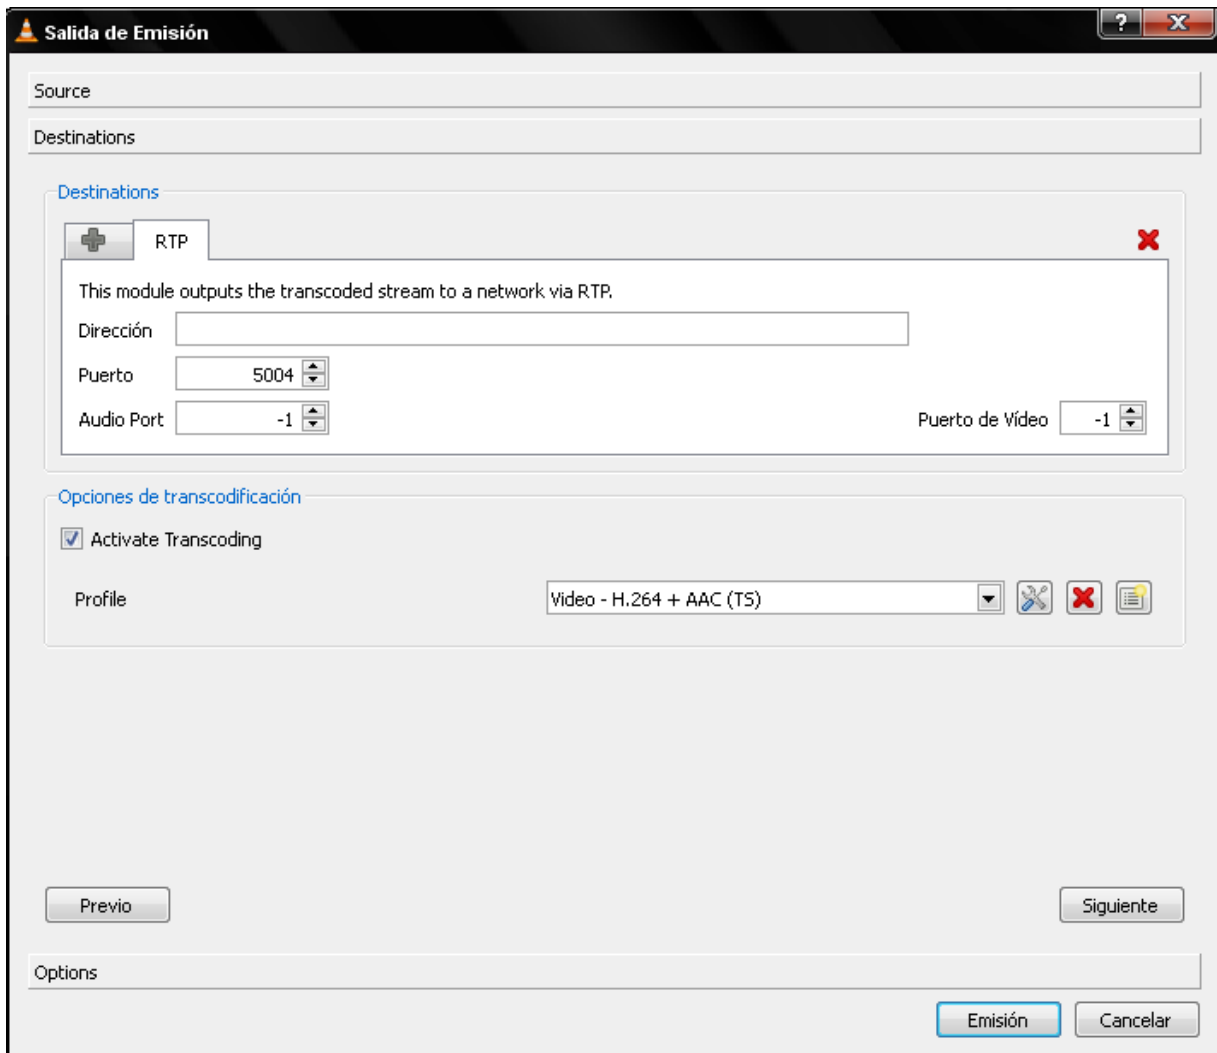 Salida de Emisión
Source
Destinations
Destinations
RTP
This module outputs the transcoded stream to a network via RTP.
Dirección
Puerto 5004
Audio Port -1 Puerto de Vídeo -1
Opciones de transcodificación
Activate Transcoding
Profile Video - H.264 + AAC (TS)
Previo Siguiente
Options
Emisión Cancelar